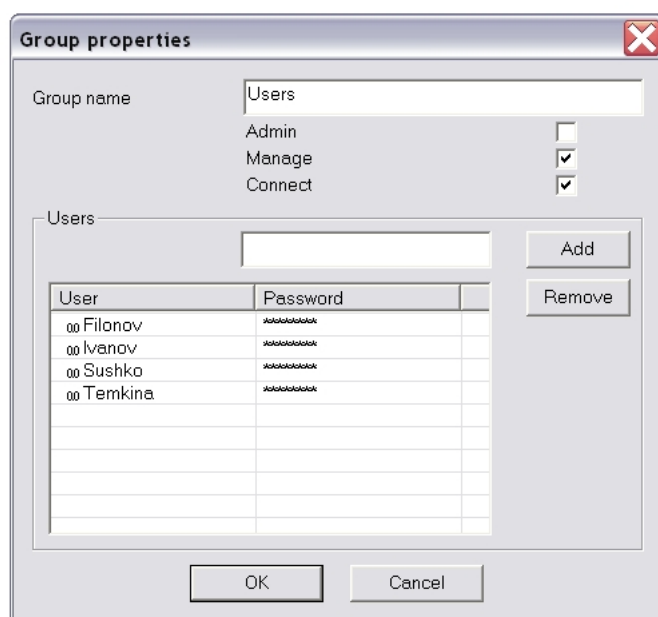 Group properties
Group name
Users
Admin
Manage
Connect
Users
Add
Remove
User Password
Filonov *********
Ivanov *********
Sushko *********
Temkina *********
OK Cancel